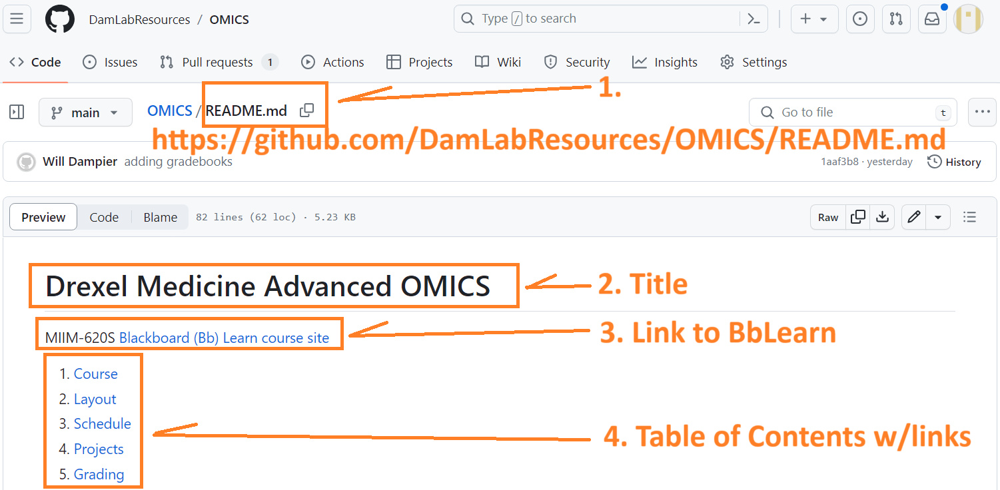 DamLabResources / OMICS Type / to search
Code Issues Pull requests 1 Actions Projects Wiki Security Insights Settings
1.
main OMICS / README.md Go to file t
https://github.com/DamLabResources/OMICS/README.md
Will Dampier adding gradebooks 1aaf3b8 · yesterday History
Preview Code Blame 82 lines (62 loc) · 5.23 KB Raw
Drexel Medicine Advanced OMICS
2. Title
MIIM-620S Blackboard (Bb) Learn course site
3. Link to BbLearn
1. Course
2. Layout
3. Schedule
4. Projects
5. Grading
4. Table of Contents w/links